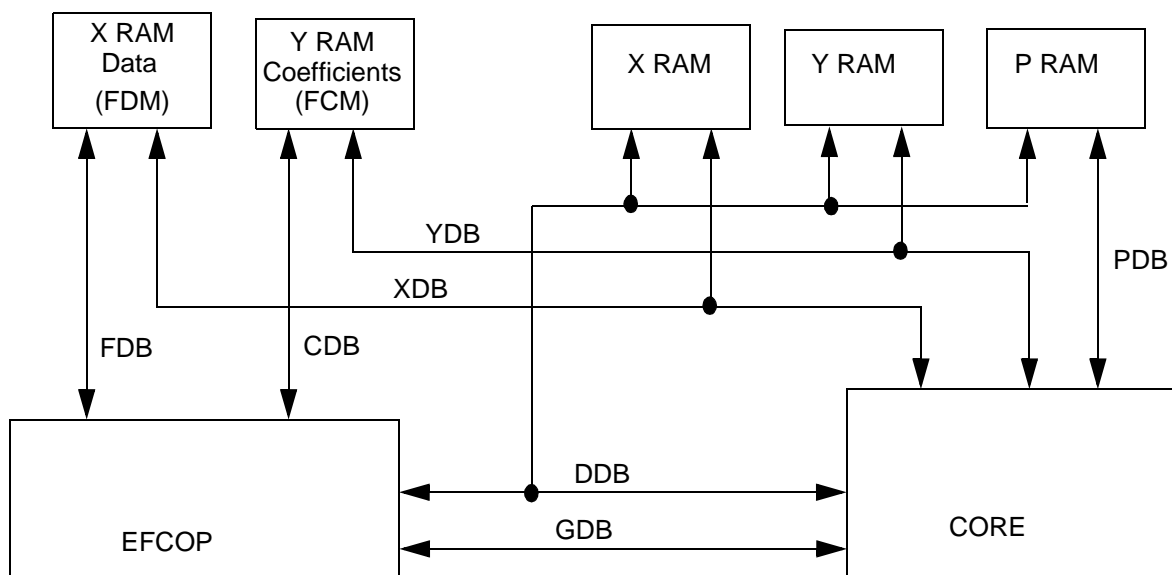 X RAM
Data
(FDM)
Y RAM
Coefficients
(FCM)
X RAM
Y RAM
P RAM
YDB
XDB
PDB
FDB
CDB
DDB
GDB
EFCOP
CORE